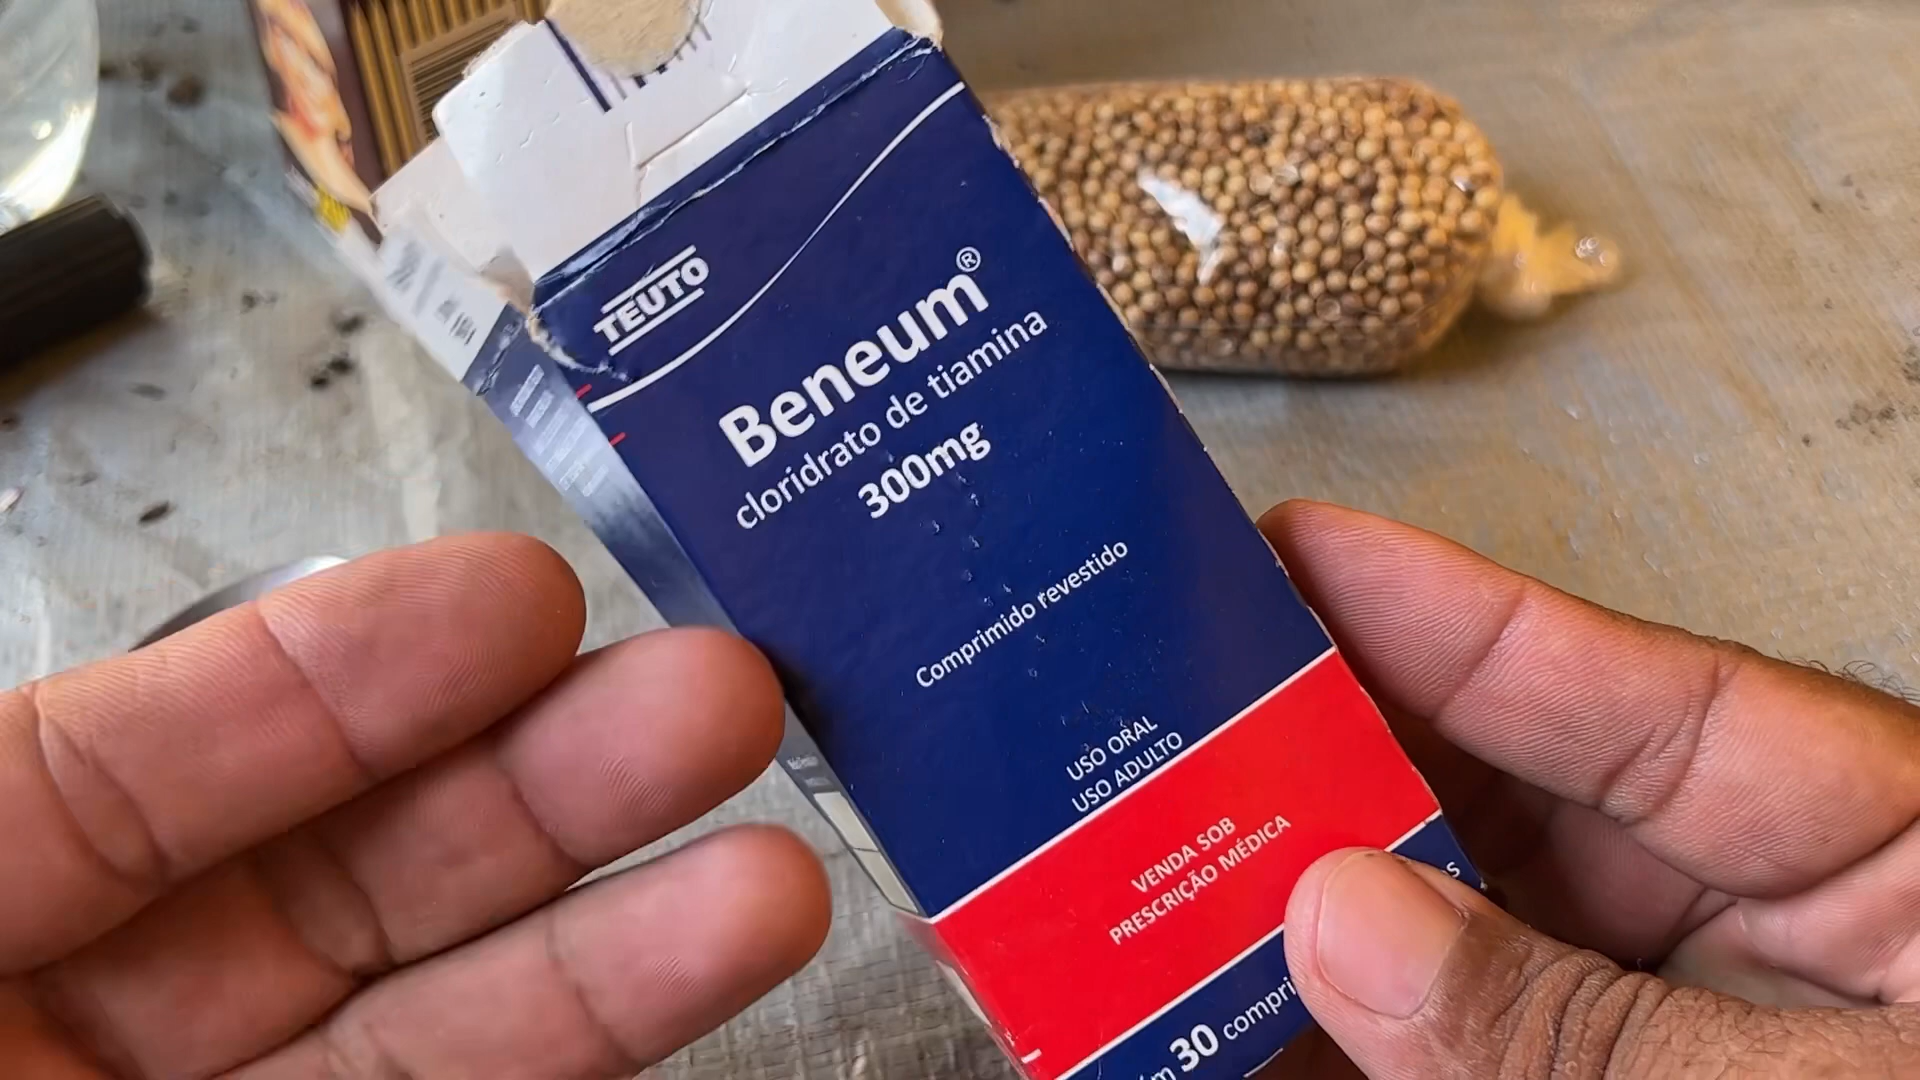 TEUTO
Beneum®
cloridrato de tiamina
300mg
Comprimido revestido
USO ORAL
USO ADULTO
VENDA SOB
PRESCRIÇÃO MÉDICA
30